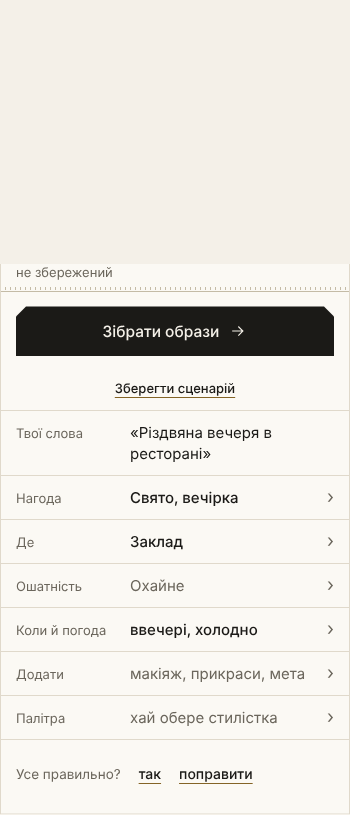 не збережений
Зібрати образи →
Зберегти сценарій
Твої слова «Різдвяна вечеря в
ресторані»
Нагода Свято, вечірка
Де Заклад
Ошатність Охайне
Коли й погода ввечері, холодно
Додати макіяж, прикраси, мета
Палітра хай обере стилістка
Усе правильно? так поправити